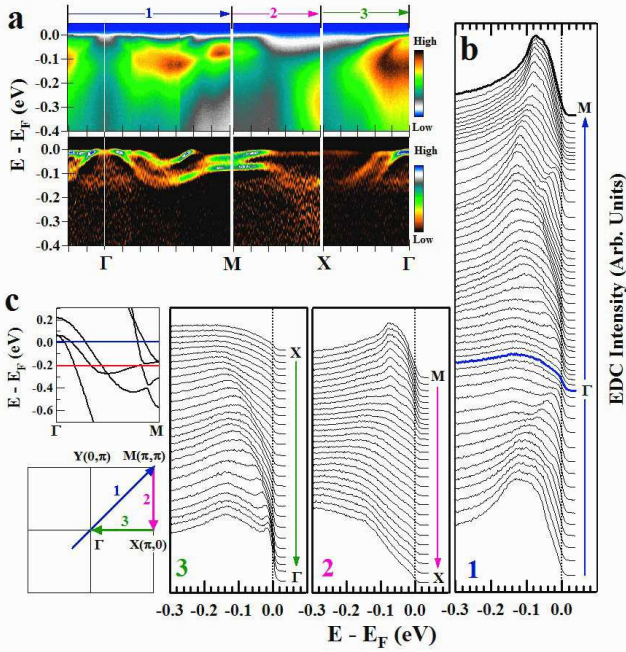 a
1
2
3
0.0
-0.1
-0.2
-0.3
-0.4
E - E_F (eV)
High
Low
0.0
-0.1
-0.2
-0.3
-0.4
High
Low
Γ
M
X
Γ
b
M
Γ
1
EDC Intensity (Arb. Units)
-0.3
-0.2
-0.1
0.0
c
0.2
0.0
-0.2
-0.4
-0.6
E - E_F (eV)
Γ
M
Y(0,π)
M(π,π)
1
2
3
Γ
X(π,0)
X
Γ
3
-0.3
-0.2
-0.1
0.0
M
X
2
-0.3
-0.2
-0.1
0.0
E - E_F (eV)